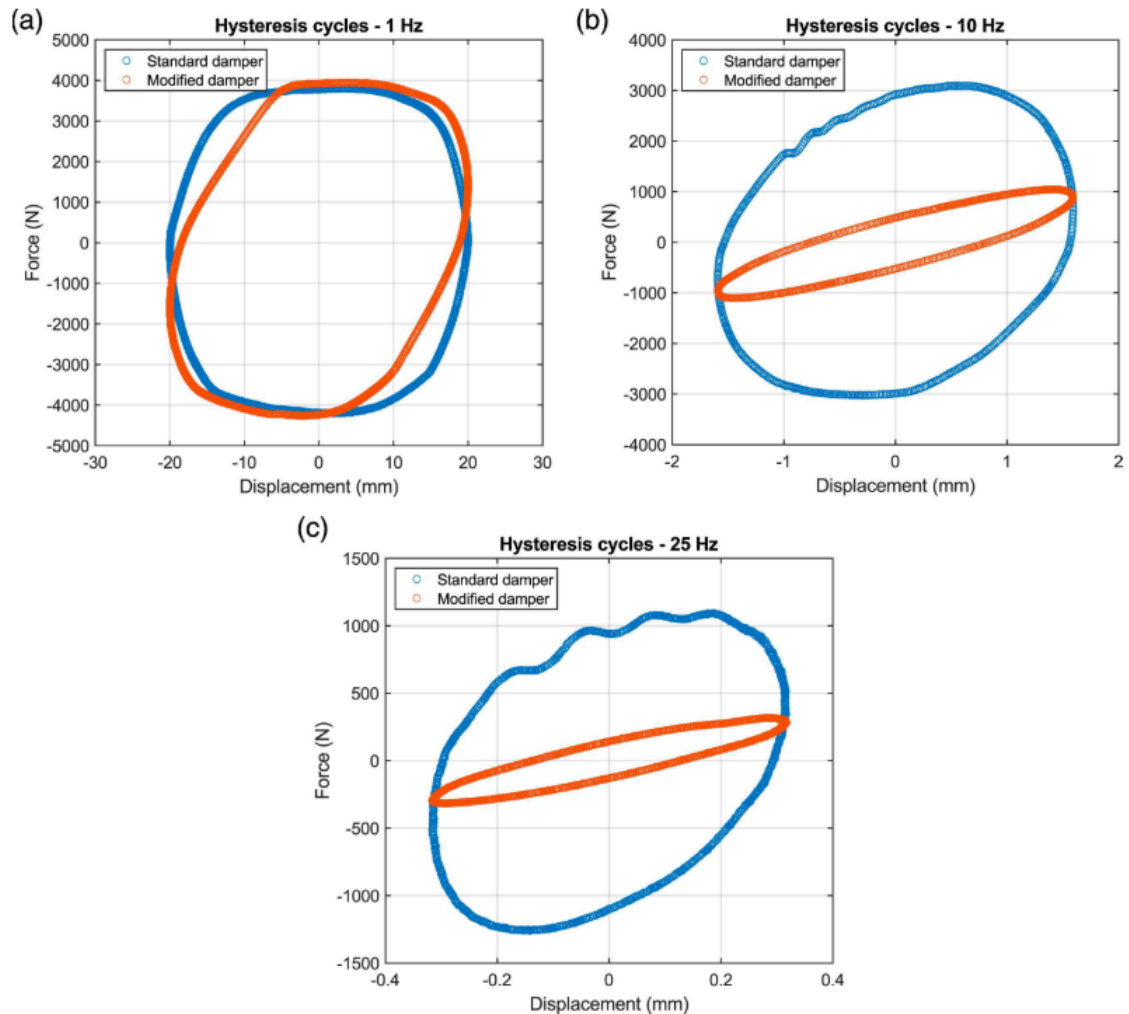 (a)
Hysteresis cycles - 1 Hz
Standard damper
Modified damper
5000
4000
3000
2000
1000
0
-1000
-2000
-3000
-4000
-5000
Force (N)
-30
-20
-10
0
10
20
30
Displacement (mm)
(b)
Hysteresis cycles - 10 Hz
Standard damper
Modified damper
4000
3000
2000
1000
0
-1000
-2000
-3000
-4000
Force (N)
-2
-1
0
1
2
Displacement (mm)
(c)
Hysteresis cycles - 25 Hz
Standard damper
Modified damper
1500
1000
500
0
-500
-1000
-1500
Force (N)
-0.4
-0.2
0
0.2
0.4
Displacement (mm)